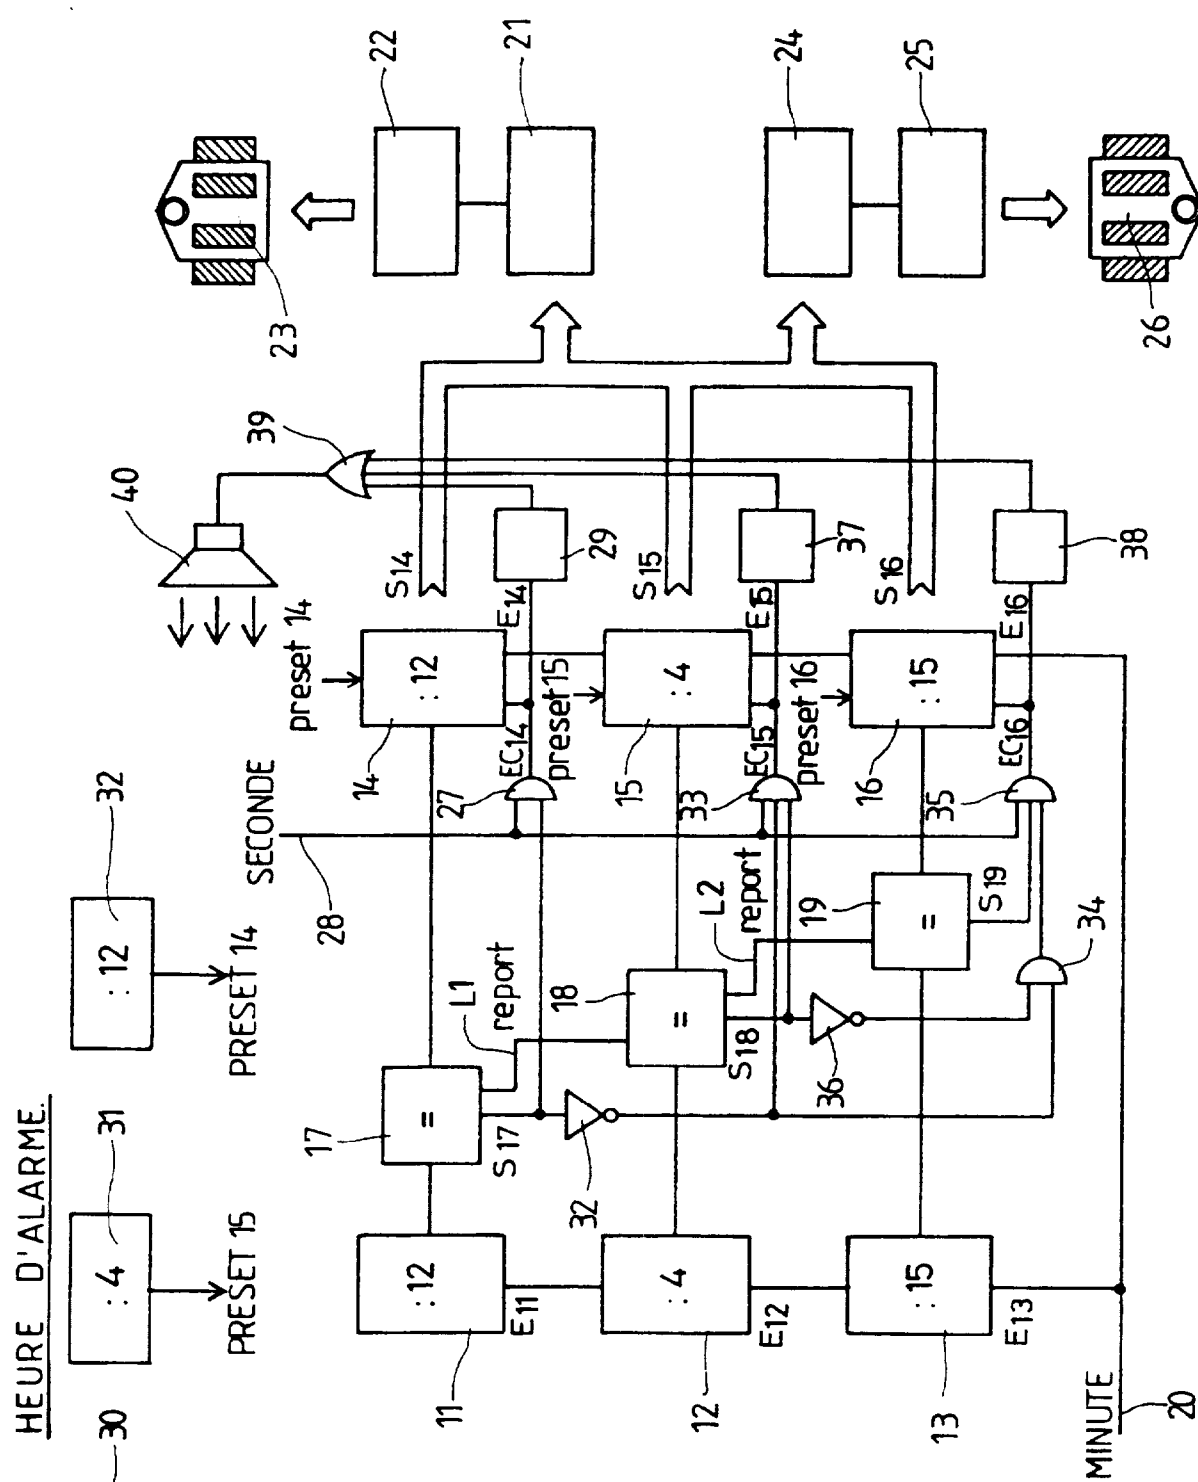 HEURE D'ALARME.
30
31
: 4
PRESET 15
32
: 12
PRESET 14
SECONDE
28
preset 14
40
39
22
21
23
S14
14
: 12
EC14
E14
27
29
17
=
S17
L1
report
11
: 12
E11
32
preset 15
S15
15
: 4
EC15
E15
33
37
18
=
S18
L2
report
12
: 4
E12
36
preset 16
S16
16
: 15
EC16
E16
35
38
19
=
S19
34
13
: 15
E13
24
25
26
MINUTE
20